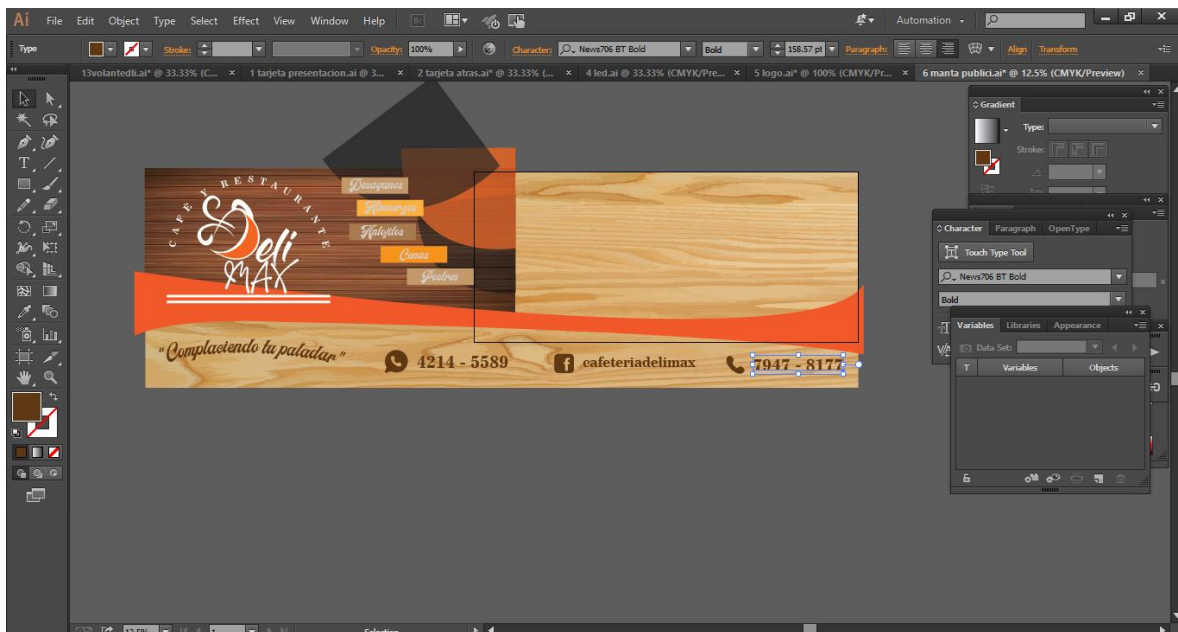 Ai File Edit Object Type Select Effect View Window Help Br Automation
Type Stroke: Opacity: 100% Character: News706 BT Bold Bold 158.57 pt Paragraph: Align Transform
13volantedli.ai* @ 33.33% (C... × 1 tarjeta presentacion.ai @ 3... × 2 tarjeta atras.ai* @ 33.33% (... × 4 led.ai @ 33.33% (CMYK/Pre... × 5 logo.ai* @ 100% (CMYK/Pr... × 6 manta publici.ai* @ 12.5% (CMYK/Preview) ×
Gradient
Type:
Stroke:
CAFÉ Y RESTAURANTE
Deli
MAX
Desayunos
Almuerzos
Antojitos
Cenas
Postres
"Complaciendo tu paladar"
4214 - 5589
cafeteriadelimax
7947 - 8177
Character Paragraph OpenType
Touch Type Tool
News706 BT Bold
Bold
Variables Libraries Appearance
Data Set:
T Variables Objects
12.5% 1 Selection